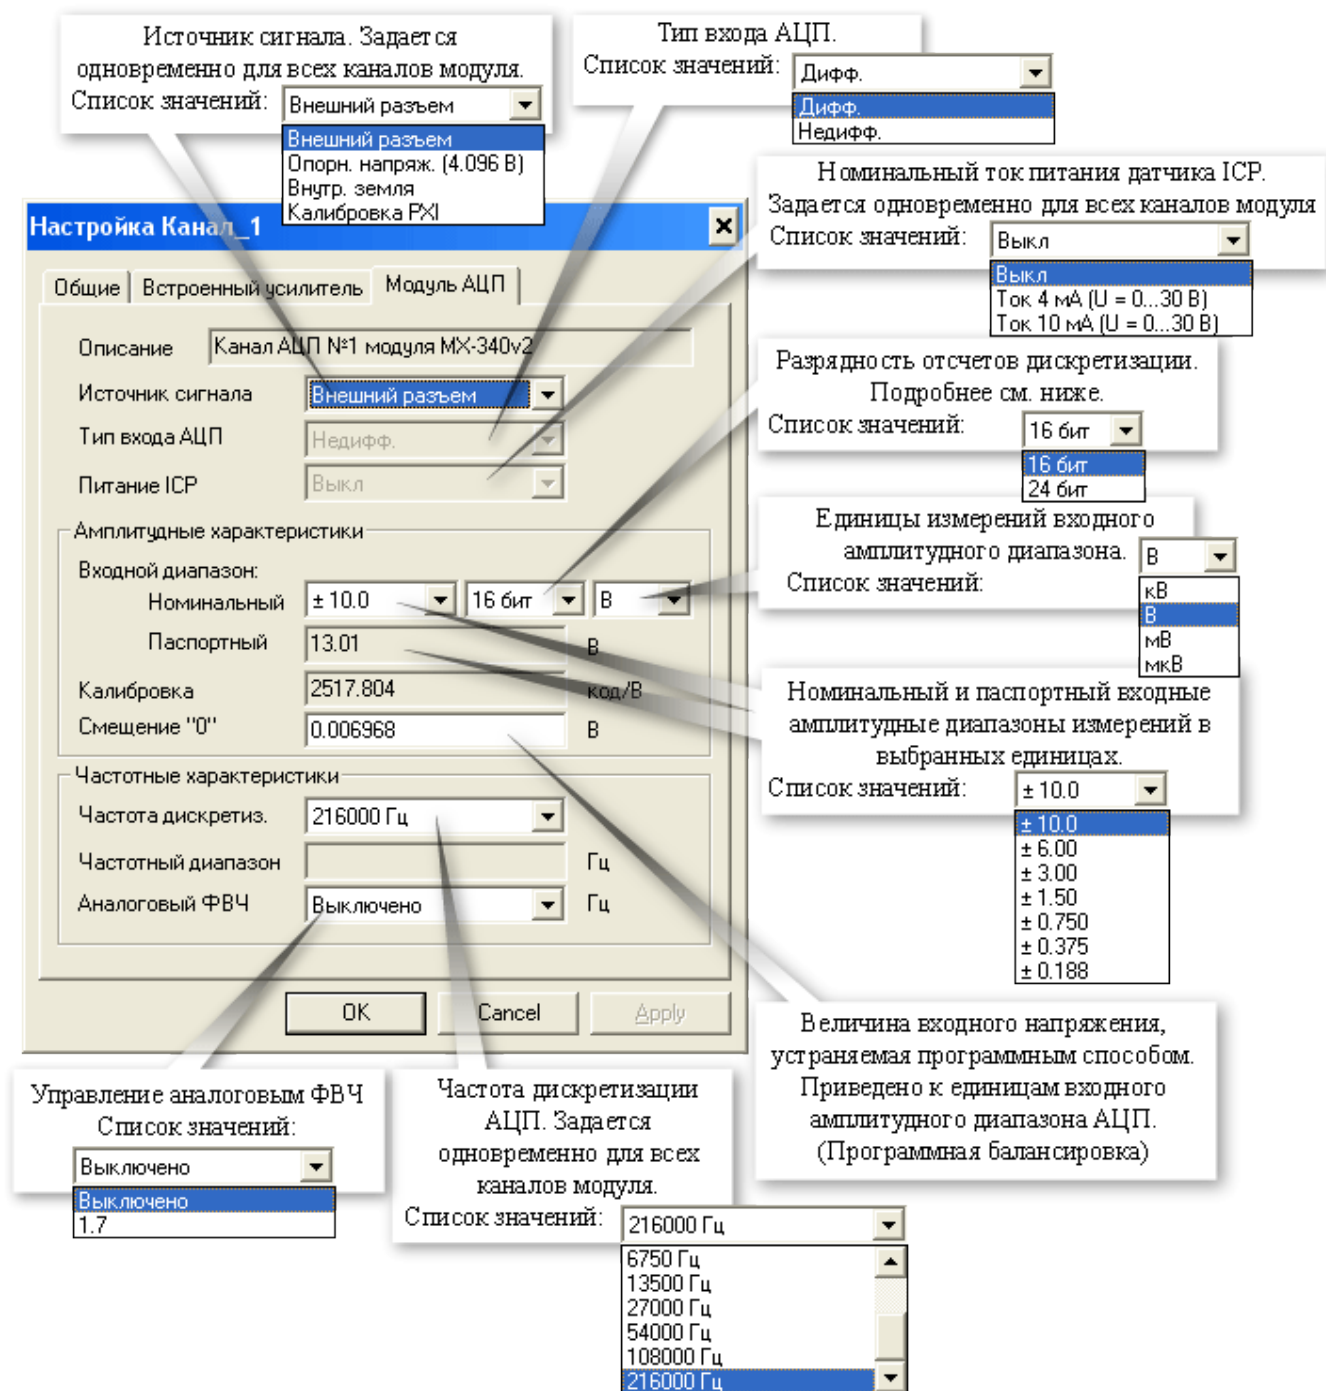 Источник сигнала. Задается
одновременно для всех каналов модуля.
Список значений:
Внешний разъем
Внешний разъем
Опорн. напряж. (4.096 В)
Внутр. земля
Калибровка PXI
Тип входа АЦП.
Список значений:
Дифф.
Дифф.
Недифф.
Номинальный ток питания датчика ICP.
Задается одновременно для всех каналов модуля
Список значений:
Выкл
Выкл
Ток 4 мА (U = 0...30 В)
Ток 10 мА (U = 0...30 В)
Настройка Канал_1
Общие
Встроенный усилитель
Модуль АЦП
Описание
Канал АЦП №1 модуля MX-340v2
Источник сигнала
Внешний разъем
Тип входа АЦП
Недифф.
Питание ICP
Выкл
Разрядность отсчетов дискретизации.
Подробнее см. ниже.
Список значений:
16 бит
16 бит
24 бит
Амплитудные характеристики
Входной диапазон:
Номинальный
± 10.0
16 бит
В
Паспортный
13.01
В
Калибровка
2517.804
код/В
Смещение "0"
0.006968
В
Единицы измерений входного
амплитудного диапазона.
Список значений:
В
кВ
В
мВ
мкВ
Номинальный и паспортный входные
амплитудные диапазоны измерений в
выбранных единицах.
Список значений:
± 10.0
± 10.0
± 6.00
± 3.00
± 1.50
± 0.750
± 0.375
± 0.188
Частотные характеристики
Частота дискретиз.
216000 Гц
Частотный диапазон
Гц
Аналоговый ФВЧ
Выключено
Гц
OK
Cancel
Apply
Величина входного напряжения,
устраняемая программным способом.
Приведено к единицам входного
амплитудного диапазона АЦП.
(Программная балансировка)
Управление аналоговым ФВЧ
Список значений:
Выключено
Выключено
1.7
Частота дискретизации
АЦП. Задается
одновременно для всех
каналов модуля.
Список значений:
216000 Гц
6750 Гц
13500 Гц
27000 Гц
54000 Гц
108000 Гц
216000 Гц